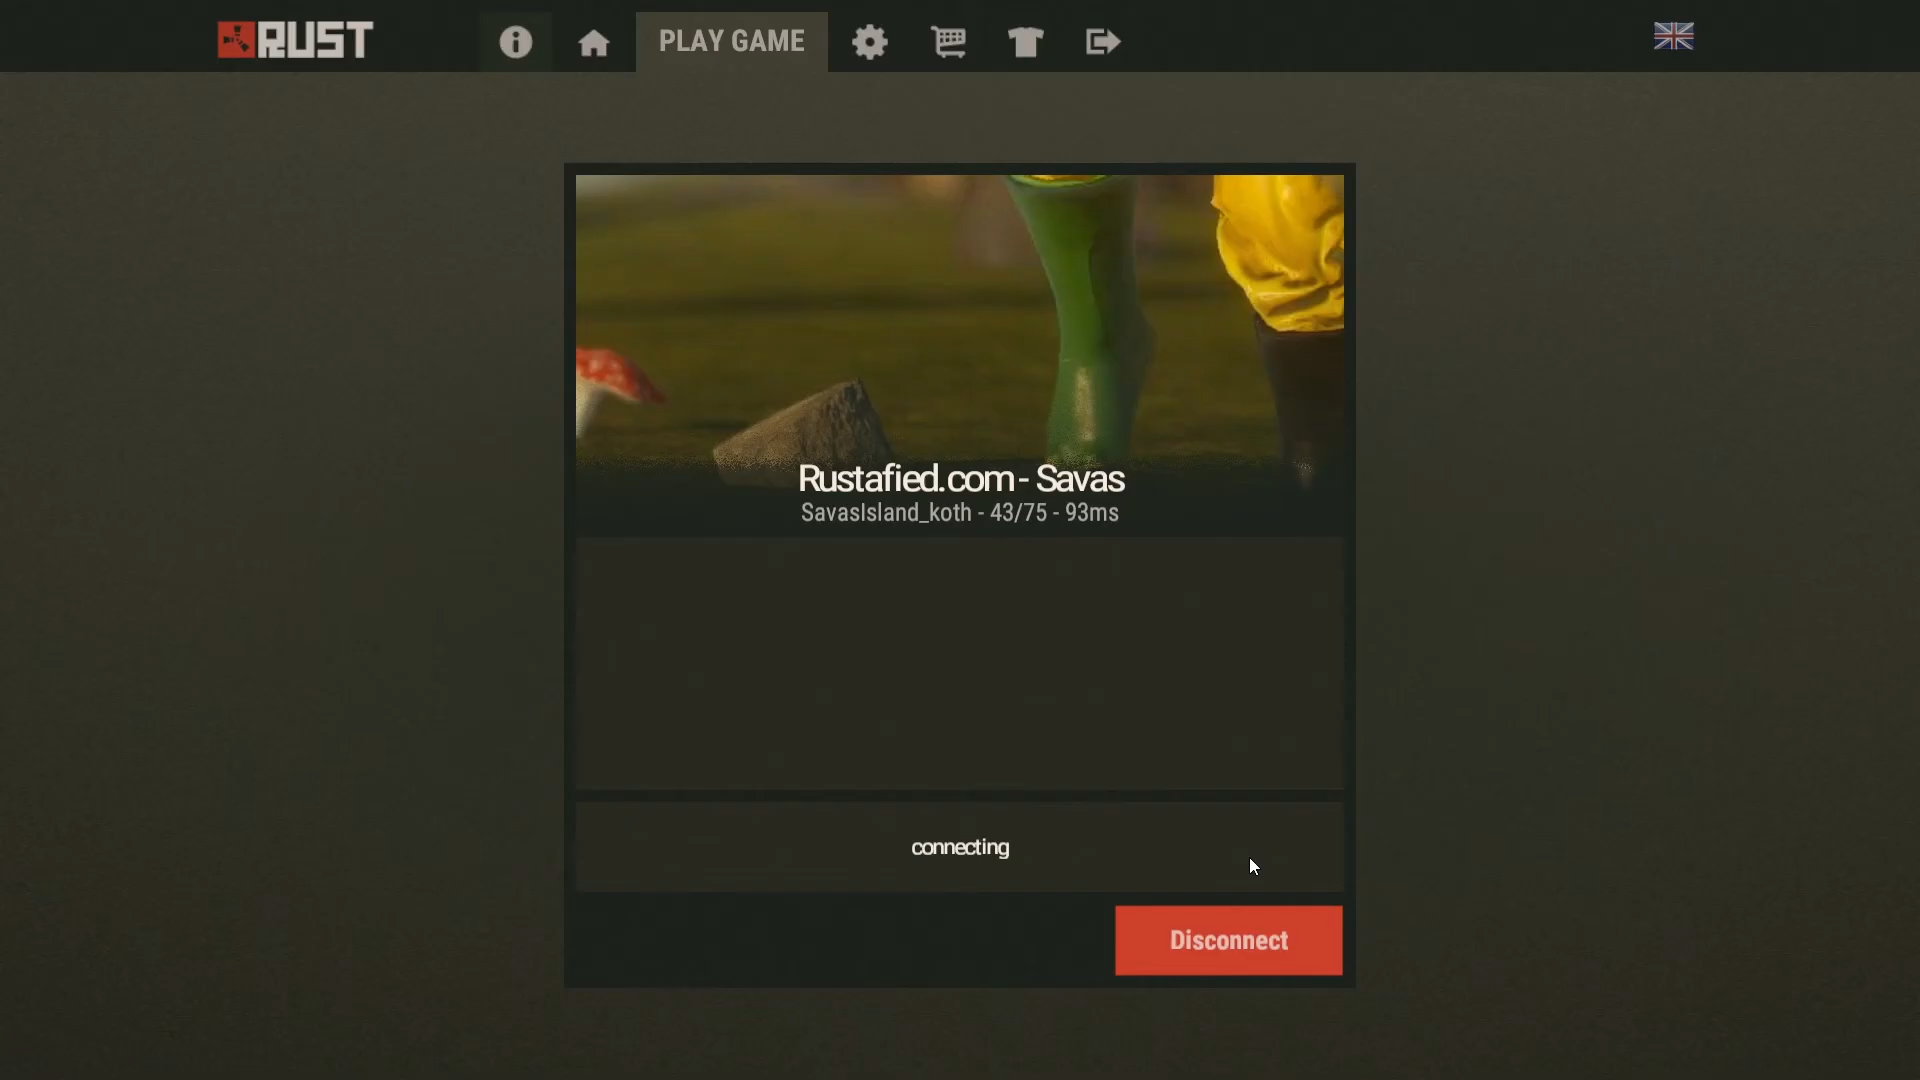 RUST
PLAY GAME
Rustafied.com - Savas
SavasIsland_koth - 43/75 - 93ms
connecting
Disconnect